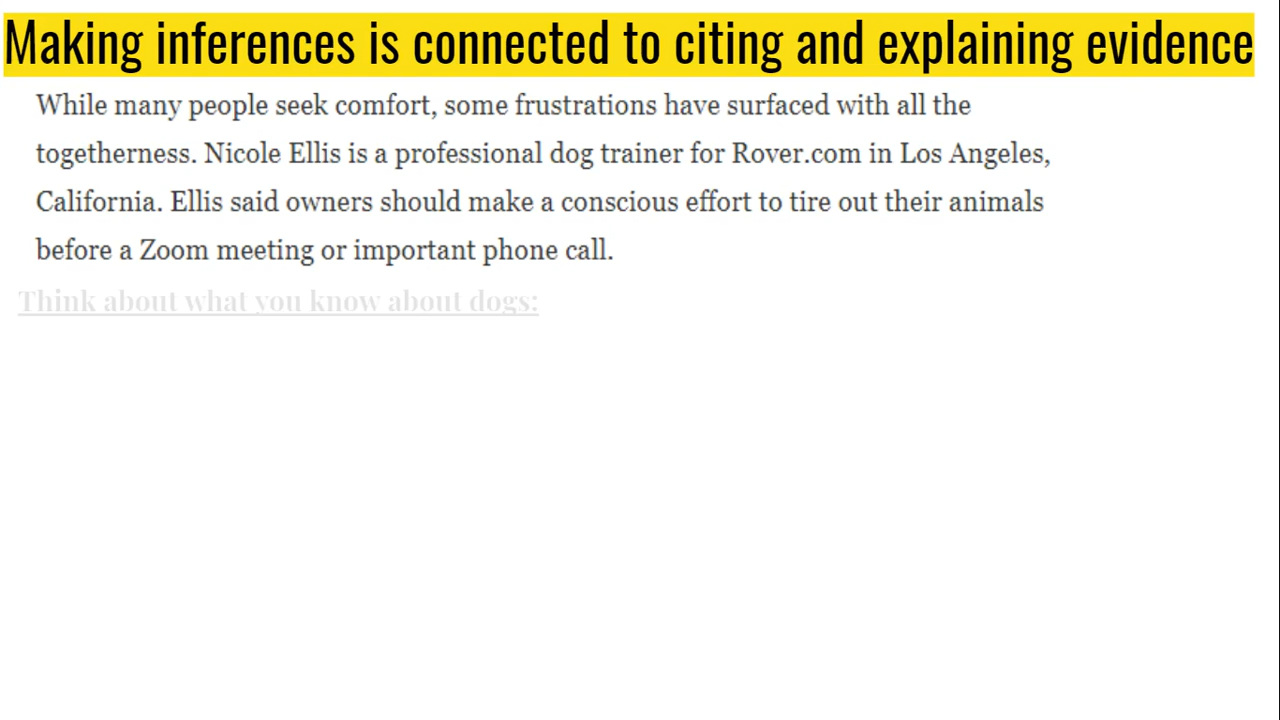 Making inferences is connected to citing and explaining evidence
While many people seek comfort, some frustrations have surfaced with all the
togetherness. Nicole Ellis is a professional dog trainer for Rover.com in Los Angeles,
California. Ellis said owners should make a conscious effort to tire out their animals
before a Zoom meeting or important phone call.
Think about what you know about dogs: